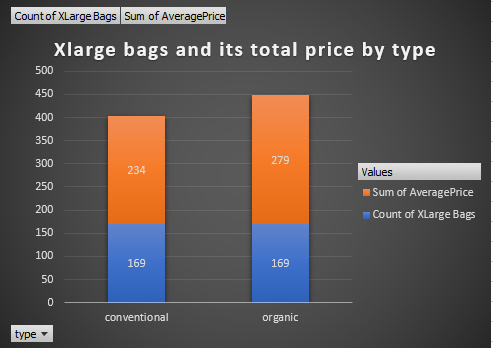 Count of XLarge Bags Sum of AveragePrice
Xlarge bags and its total price by type
500
450
400
350
300
250
200
150
100
50
0
234
279
169
169
conventional
organic
Values
Sum of AveragePrice
Count of XLarge Bags
type